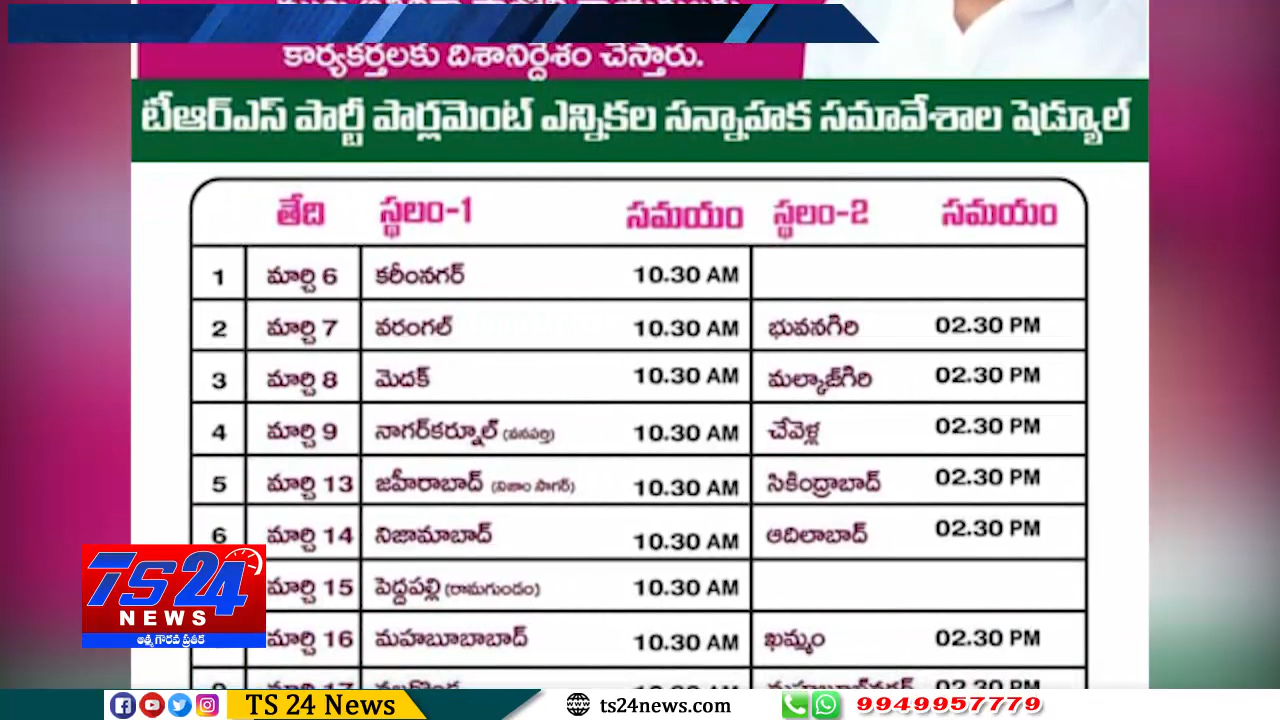 కార్యకర్తలకు దిశానిర్దేశం చేస్తారు.
టీఆర్ఎస్ పార్టీ పార్లమెంట్ ఎన్నికల సన్నాహక సమావేశాల షెడ్యూల్
తేది స్థలం-1 సమయం స్థలం-2 సమయం
1 మార్చి 6 కరీంనగర్ 10.30 AM
2 మార్చి 7 వరంగల్ 10.30 AM భువనగిరి 02.30 PM
3 మార్చి 8 మెదక్ 10.30 AM మల్కాజ్‌గిరి 02.30 PM
4 మార్చి 9 నాగర్‌కర్నూల్ (వనపర్తి) 10.30 AM చేవెళ్ల 02.30 PM
5 మార్చి 13 జహీరాబాద్ (నిజాం సాగర్) 10.30 AM సికింద్రాబాద్ 02.30 PM
6 మార్చి 14 నిజామాబాద్ 10.30 AM ఆదిలాబాద్ 02.30 PM
మార్చి 15 పెద్దపల్లి (రామగుండం) 10.30 AM
మార్చి 16 మహబూబాబాద్ 10.30 AM ఖమ్మం 02.30 PM
TS 24
NEWS
ఆత్మ గౌరవ ప్రతీక
TS 24 News ts24news.com 9949957779